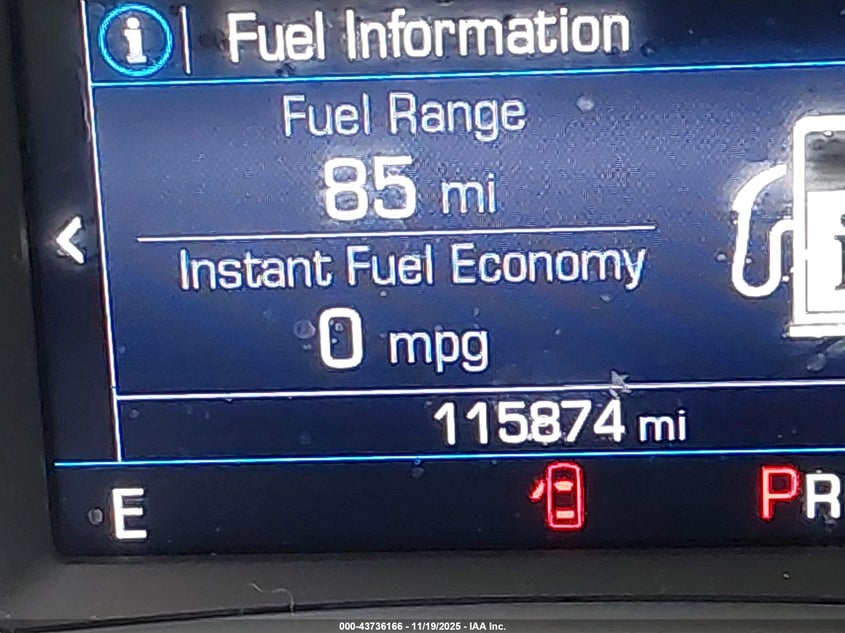 i | Fuel Information
Fuel Range
85 mi
Instant Fuel Economy
0 mpg
115874 mi
E PR
000-43736166 - 11/19/2025 - IAA Inc.